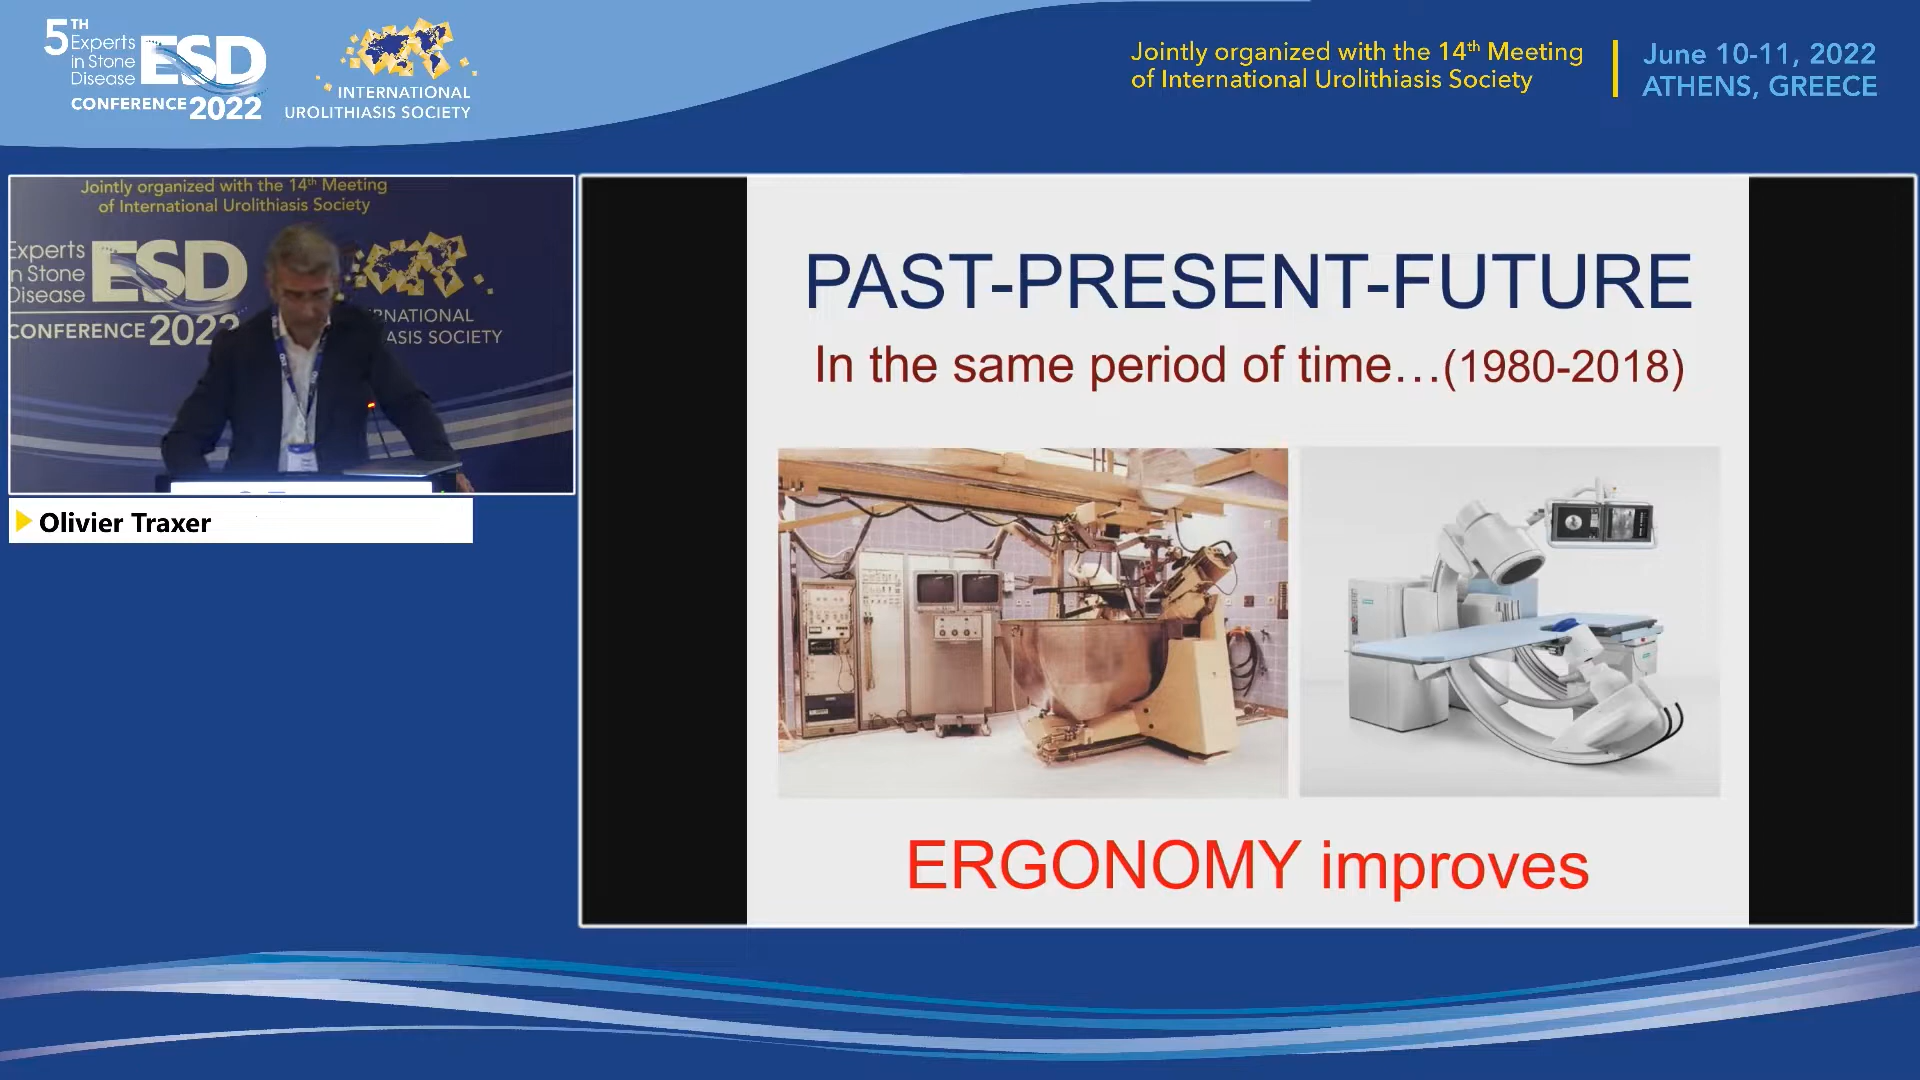 5TH
Experts
in Stone
Disease
ESD
CONFERENCE 2022
INTERNATIONAL
UROLITHIASIS SOCIETY
Jointly organized with the 14th Meeting
of International Urolithiasis Society
June 10-11, 2022
ATHENS, GREECE
Jointly organized with the 14th Meeting
of International Urolithiasis Society
Experts
in Stone
Disease
ESD
CONFERENCE 2022
RNATIONAL
ASIS SOCIETY
Olivier Traxer
PAST-PRESENT-FUTURE
In the same period of time…(1980-2018)
ERGONOMY improves